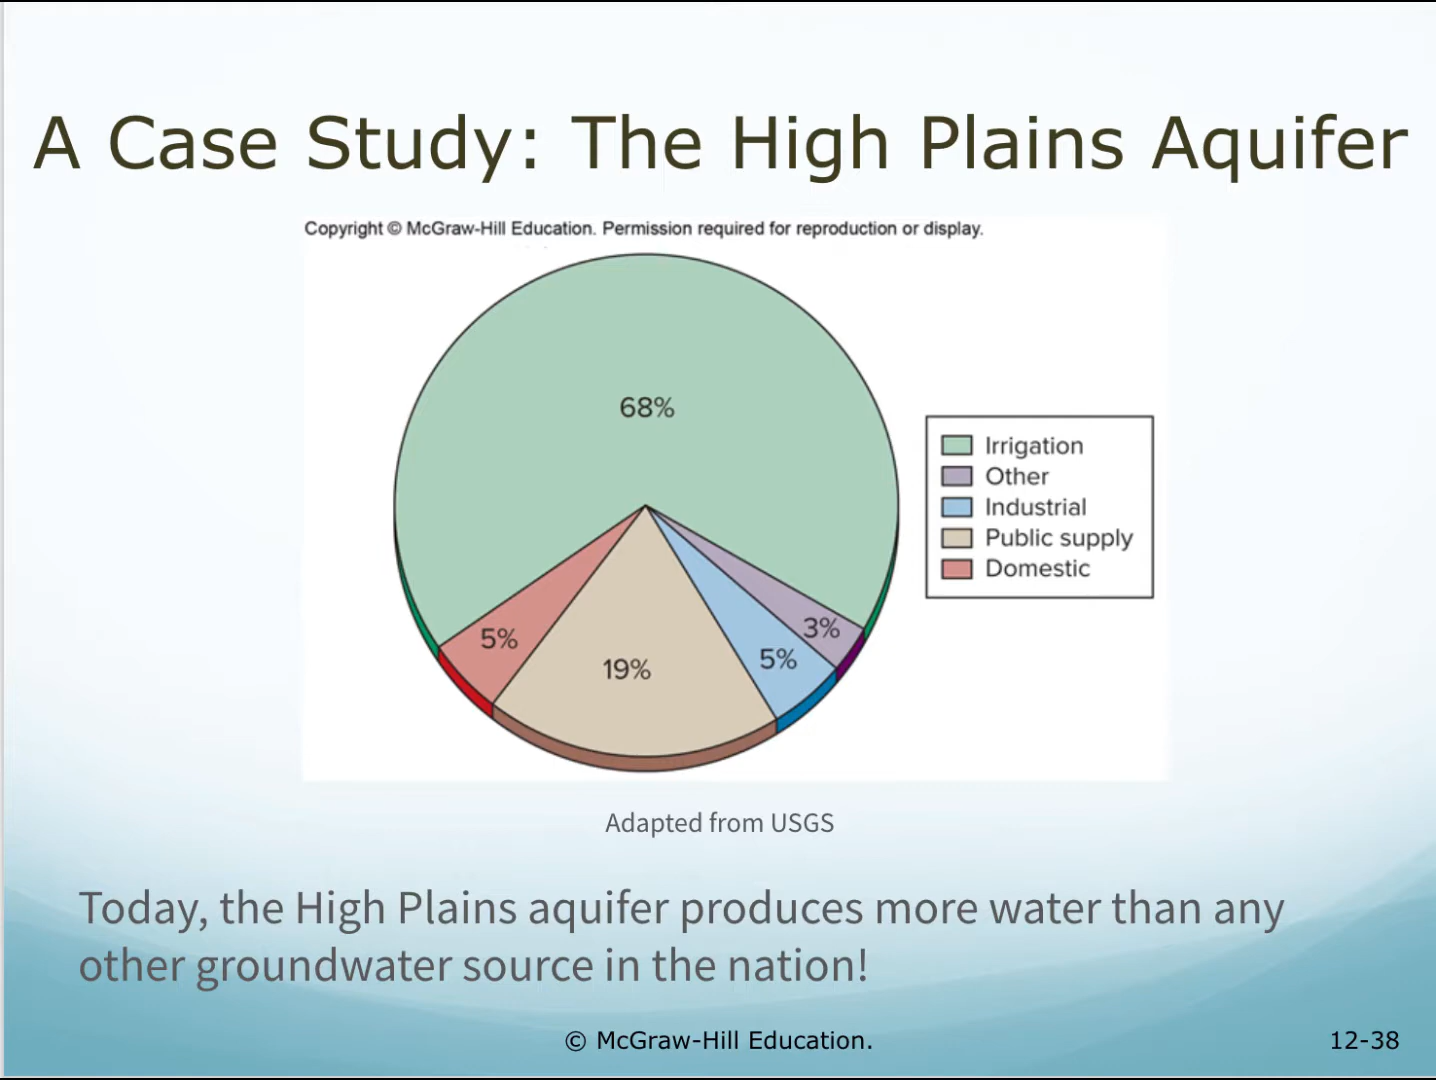 A Case Study: The High Plains Aquifer
Copyright © McGraw-Hill Education. Permission required for reproduction or display.
68%
Irrigation
Other
Industrial
Public supply
Domestic
5%
19%
5%
3%
Adapted from USGS
Today, the High Plains aquifer produces more water than any
other groundwater source in the nation!
© McGraw-Hill Education.
12-38